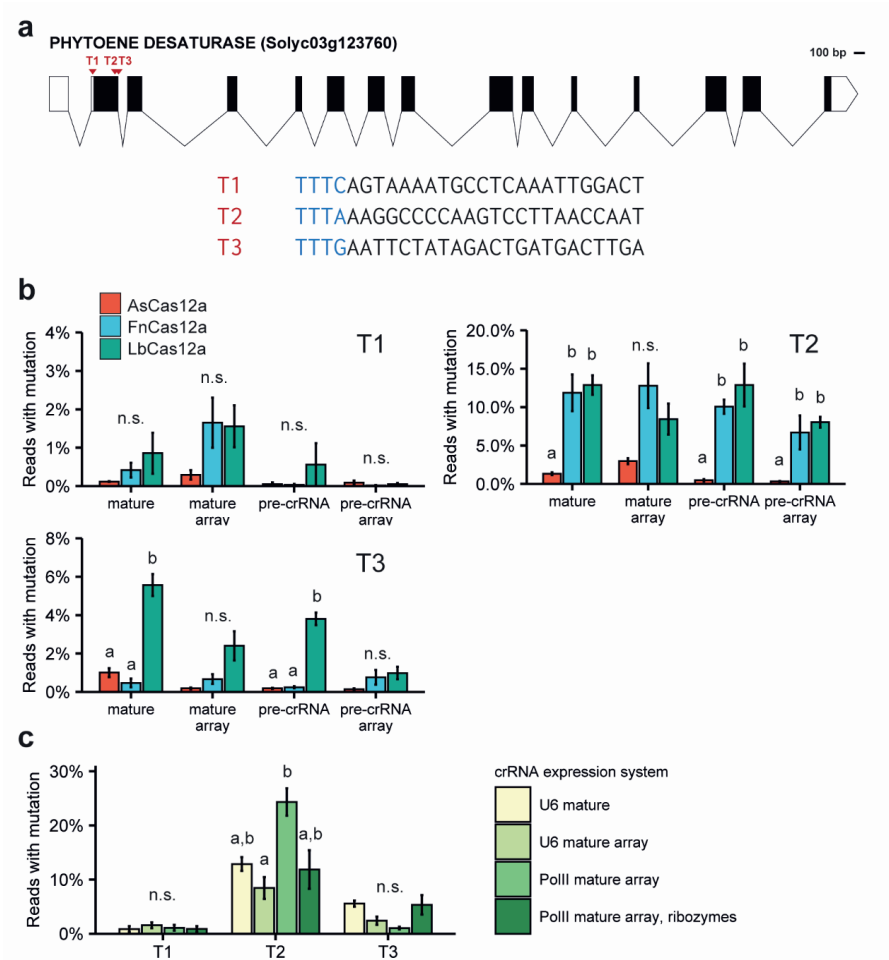 a
PHYTOENE DESATURASE (Solyc03g123760)
100 bp
T1 T2T3
T1 TTTCAGTAAAATGCCTCAAATTGGACT
T2 TTTAAAGGCCCCAAGTCCTTAACCAAT
T3 TTTGAATTCTATAGACTGATGACTTGA
b
AsCas12a
FnCas12a
LbCas12a
T1
Reads with mutation
4%
3%
2%
1%
0%
n.s.
n.s.
n.s.
n.s.
mature
mature array
pre-crRNA
pre-crRNA array
T2
Reads with mutation
20.0%
15.0%
10.0%
5.0%
0.0%
a b b
n.s.
a b b
a b b
mature
mature array
pre-crRNA
pre-crRNA array
T3
Reads with mutation
8%
6%
4%
2%
0%
a a b
n.s.
a a b
n.s.
mature
mature array
pre-crRNA
pre-crRNA array
c
Reads with mutation
30%
20%
10%
0%
n.s.
a,b a b a,b
n.s.
T1
T2
T3
crRNA expression system
U6 mature
U6 mature array
PolII mature array
PolII mature array, ribozymes